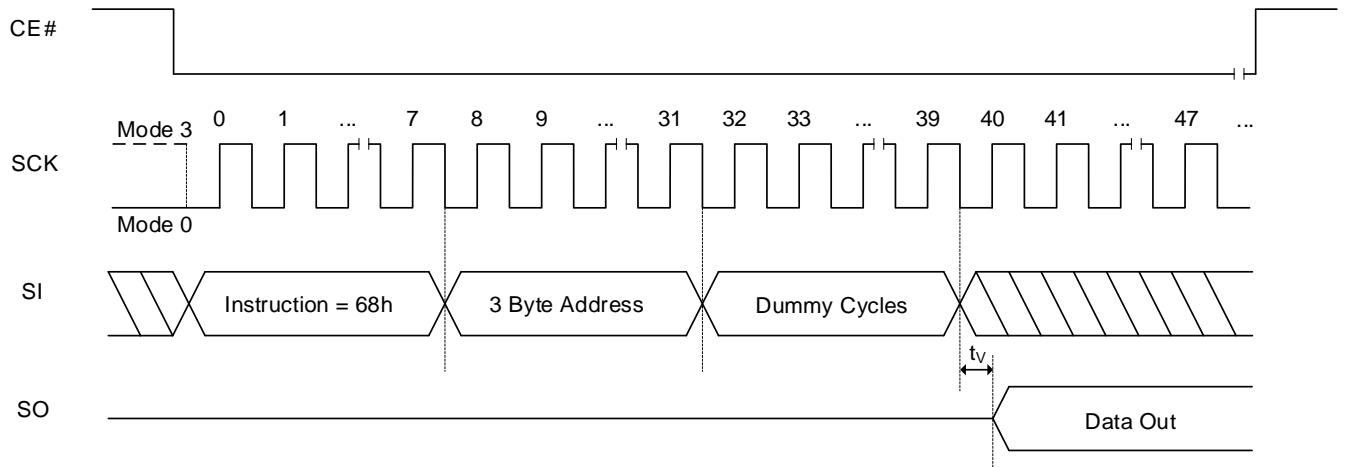 CE#
0 1 ... 7 8 9 ... 31 32 33 ... 39 40 41 ... 47 ...
Mode 3
SCK
Mode 0
SI
Instruction = 68h 3 Byte Address Dummy Cycles
tV
SO
Data Out